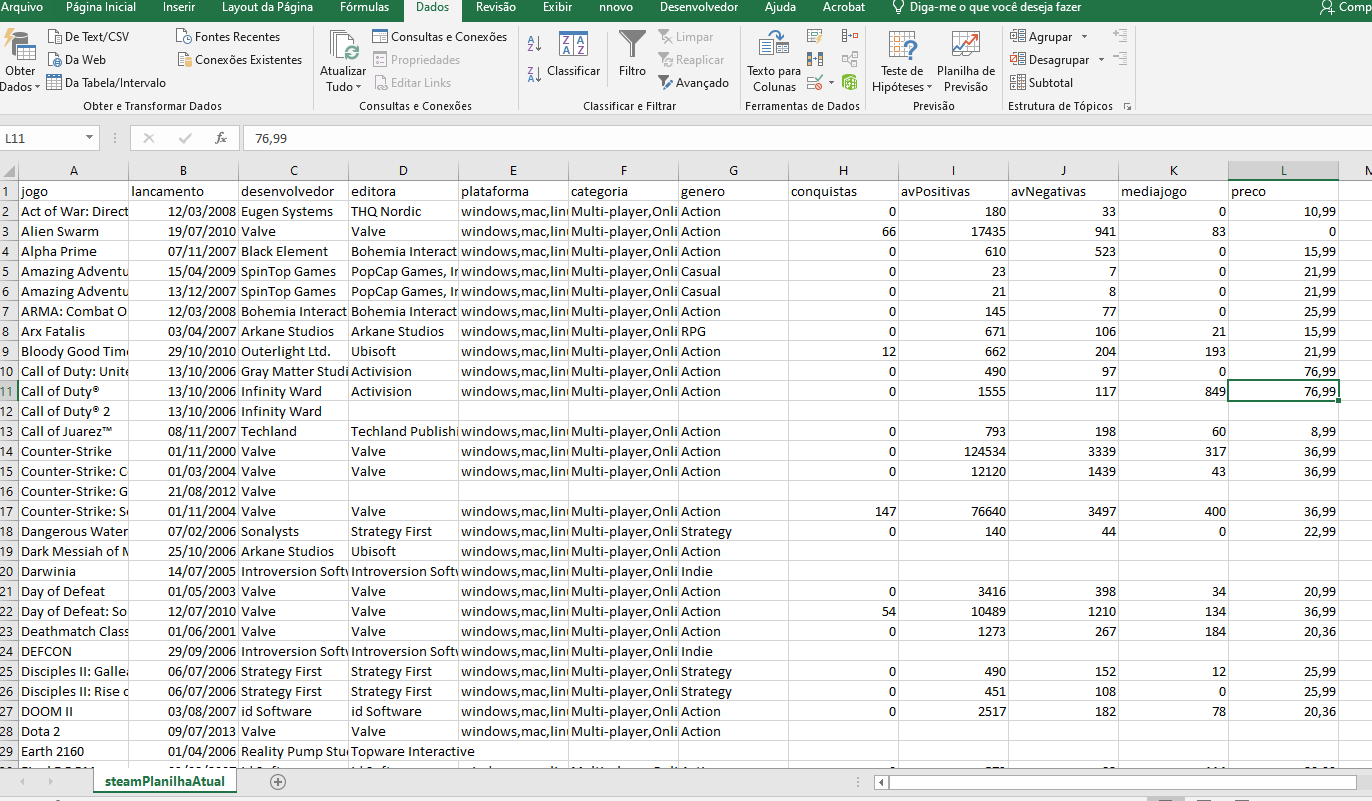 Arquivo Página Inicial Inserir Layout da Página Fórmulas Dados Revisão Exibir nnovo Desenvolvedor Ajuda Acrobat Diga-me o que você deseja fazer Comp
Obter Dados
De Text/CSV
Da Web
Da Tabela/Intervalo
Fontes Recentes
Conexões Existentes
Obter e Transformar Dados
Atualizar Tudo
Consultas e Conexões
Propriedades
Editar Links
Consultas e Conexões
Classificar
Filtro
Limpar
Reaplicar
Avançado
Classificar e Filtrar
Texto para Colunas
Ferramentas de Dados
Teste de Hipóteses
Planilha de Previsão
Previsão
Agrupar
Desagrupar
Subtotal
Estrutura de Tópicos
L11 fx 76,99
A B C D E F G H I J K L M
1 jogo lancamento desenvolvedor editora plataforma categoria genero conquistas avPositivas avNegativas mediajogo preco
2 Act of War: Direct 12/03/2008 Eugen Systems THQ Nordic windows,mac,linu Multi-player,Onli Action 0 180 33 0 10,99
3 Alien Swarm 19/07/2010 Valve Valve windows,mac,linu Multi-player,Onli Action 66 17435 941 83 0
4 Alpha Prime 07/11/2007 Black Element Bohemia Interact windows,mac,linu Multi-player,Onli Action 0 610 523 0 15,99
5 Amazing Adventu 15/04/2009 SpinTop Games PopCap Games, In windows,mac,linu Multi-player,Onli Casual 0 23 7 0 21,99
6 Amazing Adventu 13/12/2007 SpinTop Games PopCap Games, In windows,mac,linu Multi-player,Onli Casual 0 21 8 0 21,99
7 ARMA: Combat O 12/03/2008 Bohemia Interact Bohemia Interact windows,mac,linu Multi-player,Onli Action 0 145 77 0 25,99
8 Arx Fatalis 03/04/2007 Arkane Studios Arkane Studios windows,mac,linu Multi-player,Onli RPG 0 671 106 21 15,99
9 Bloody Good Time 29/10/2010 Outerlight Ltd. Ubisoft windows,mac,linu Multi-player,Onli Action 12 662 204 193 21,99
10 Call of Duty: Unite 13/10/2006 Gray Matter Studi Activision windows,mac,linu Multi-player,Onli Action 0 490 97 0 76,99
11 Call of Duty® 13/10/2006 Infinity Ward Activision windows,mac,linu Multi-player,Onli Action 0 1555 117 849 76,99
12 Call of Duty® 2 13/10/2006 Infinity Ward
13 Call of Juarez™ 08/11/2007 Techland Techland Publishi windows,mac,linu Multi-player,Onli Action 0 793 198 60 8,99
14 Counter-Strike 01/11/2000 Valve Valve windows,mac,linu Multi-player,Onli Action 0 124534 3339 317 36,99
15 Counter-Strike: C 01/03/2004 Valve Valve windows,mac,linu Multi-player,Onli Action 0 12120 1439 43 36,99
16 Counter-Strike: G 21/08/2012 Valve
17 Counter-Strike: So 01/11/2004 Valve Valve windows,mac,linu Multi-player,Onli Action 147 76640 3497 400 36,99
18 Dangerous Water 07/02/2006 Sonalysts Strategy First windows,mac,linu Multi-player,Onli Strategy 0 140 44 0 22,99
19 Dark Messiah of M 25/10/2006 Arkane Studios Ubisoft windows,mac,linu Multi-player,Onli Action
20 Darwinia 14/07/2005 Introversion Softw Introversion Softw windows,mac,linu Multi-player,Onli Indie
21 Day of Defeat 01/05/2003 Valve Valve windows,mac,linu Multi-player,Onli Action 0 3416 398 34 20,99
22 Day of Defeat: So 12/07/2010 Valve Valve windows,mac,linu Multi-player,Onli Action 54 10489 1210 134 36,99
23 Deathmatch Class 01/06/2001 Valve Valve windows,mac,linu Multi-player,Onli Action 0 1273 267 184 20,36
24 DEFCON 29/09/2006 Introversion Softw Introversion Softw windows,mac,linu Multi-player,Onli Indie
25 Disciples II: Gallea 06/07/2006 Strategy First Strategy First windows,mac,linu Multi-player,Onli Strategy 0 490 152 12 25,99
26 Disciples II: Rise o 06/07/2006 Strategy First Strategy First windows,mac,linu Multi-player,Onli Strategy 0 451 108 0 25,99
27 DOOM II 03/08/2007 id Software id Software windows,mac,linu Multi-player,Onli Action 0 2517 182 78 20,36
28 Dota 2 09/07/2013 Valve Valve windows,mac,linu Multi-player,Onli Action
29 Earth 2160 01/04/2006 Reality Pump Stu Topware Interactive
steamPlanilhaAtual